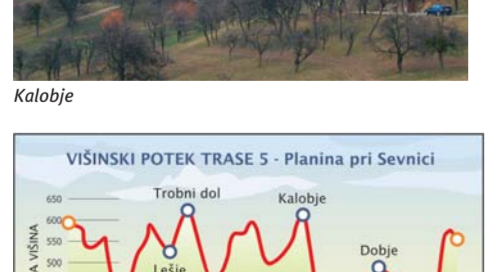 Kalobje
VIŠINSKI POTEK TRASE 5 - Planina pri Sevnici
Trobni dol
Kalobje
650
600
550
500
Dobje
Lešje
VIŠINA